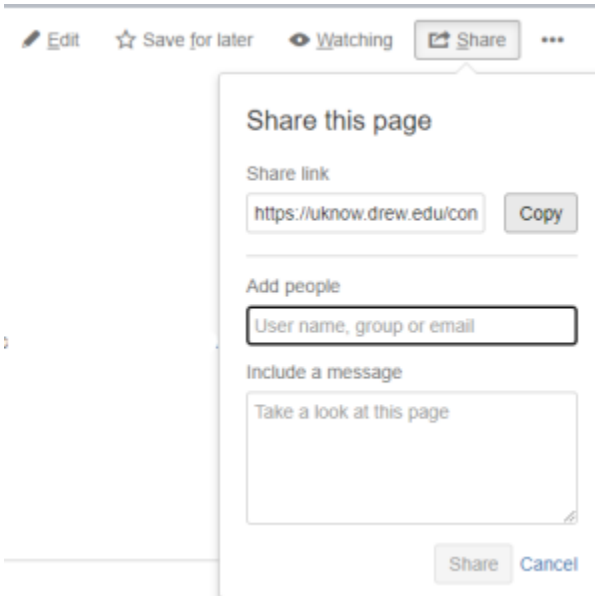 Edit Save for later Watching Share •••
Share this page
Share link
https://uknow.drew.edu/con Copy
Add people
User name, group or email
Include a message
Take a look at this page
Share Cancel